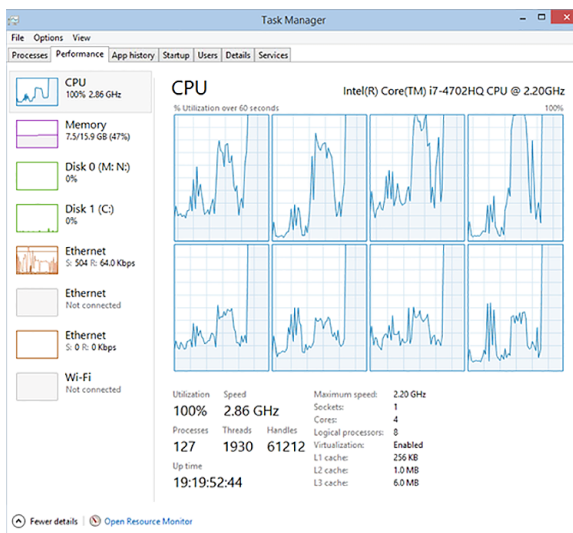 Task Manager
File Options View
Processes Performance App history Startup Users Details Services
CPU
100% 2.86 GHz
Memory
7.5/15.9 GB (47%)
Disk 0 (M: N:)
0%
Disk 1 (C:)
0%
Ethernet
S: 504 R: 64.0 Kbps
Ethernet
Not connected
Ethernet
S: 0 R: 0 Kbps
Wi-Fi
Not connected
CPU Intel(R) Core(TM) i7-4702HQ CPU @ 2.20GHz
% Utilization over 60 seconds 100%
Utilization Speed
100% 2.86 GHz
Processes Threads Handles
127 1930 61212
Up time
19:19:52:44
Maximum speed: 2.20 GHz
Sockets: 1
Cores: 4
Logical processors: 8
Virtualization: Enabled
L1 cache: 256 KB
L2 cache: 1.0 MB
L3 cache: 6.0 MB
Fewer details Open Resource Monitor